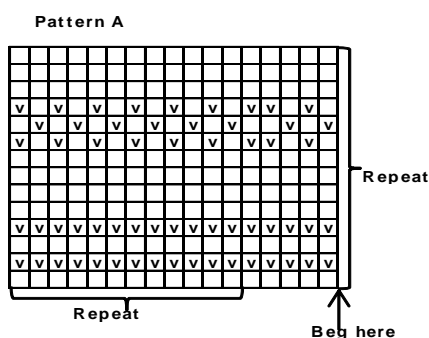 Pattern A
v v v v v v v v v
v v v v v v v v
v v v v v v v v v
Repeat
v v v v v v v v v v v v v v v v v
v v v v v v v v v v v v v v v v v
Repeat
Beg here